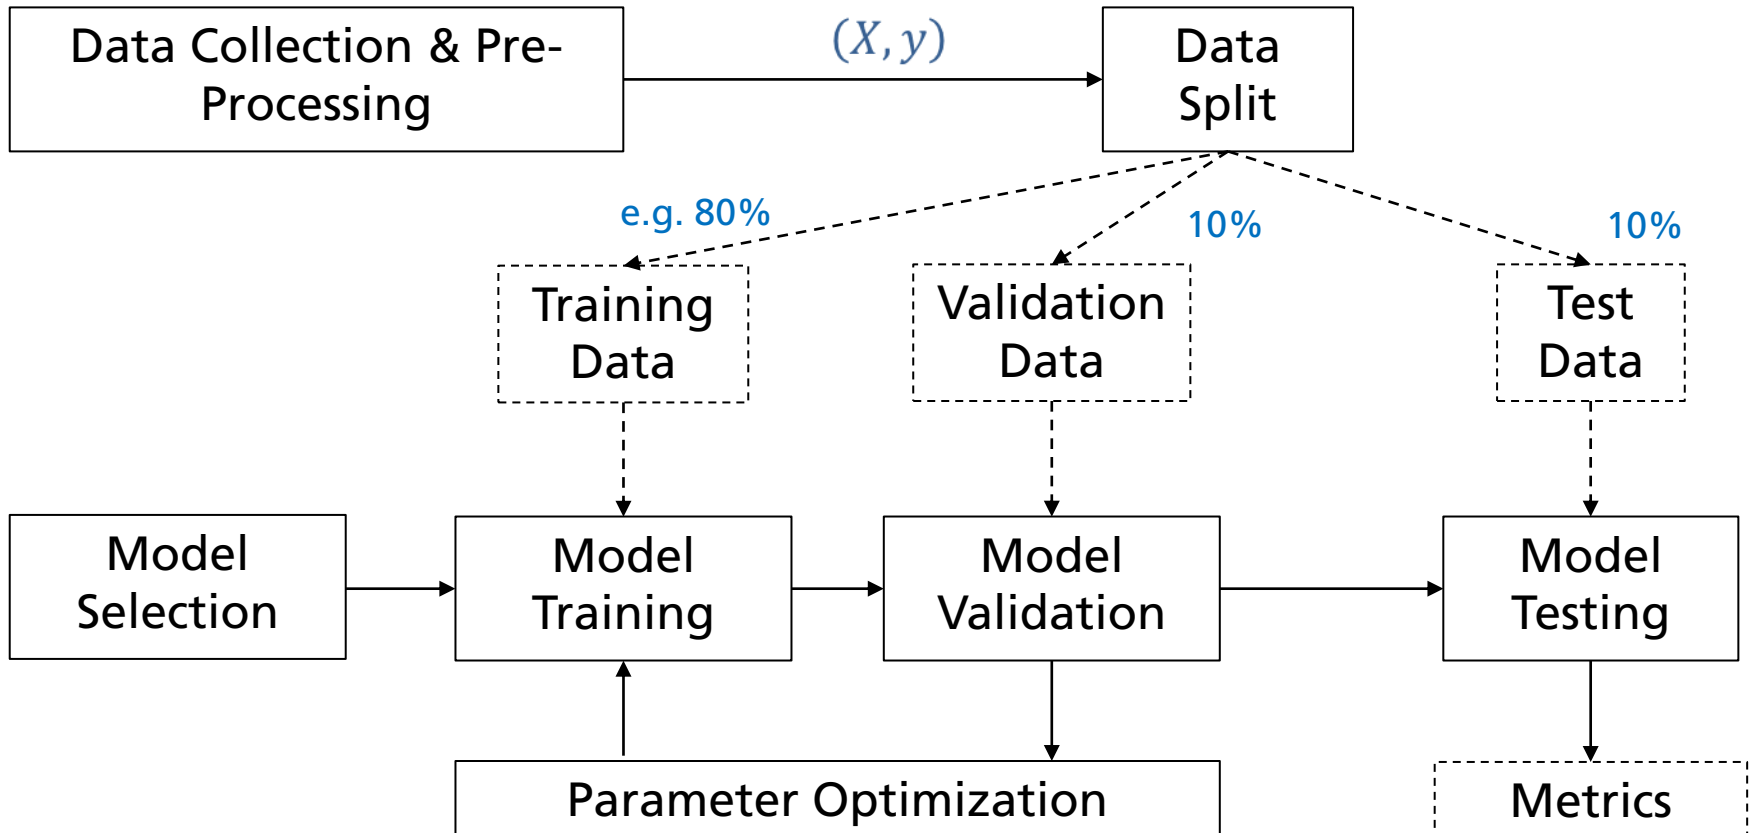 Data Collection & Pre-
Processing
(X, y)
Data
Split
e.g. 80%
10%
10%
Training
Data
Validation
Data
Test
Data
Model
Selection
Model
Training
Model
Validation
Model
Testing
Parameter Optimization
Metrics